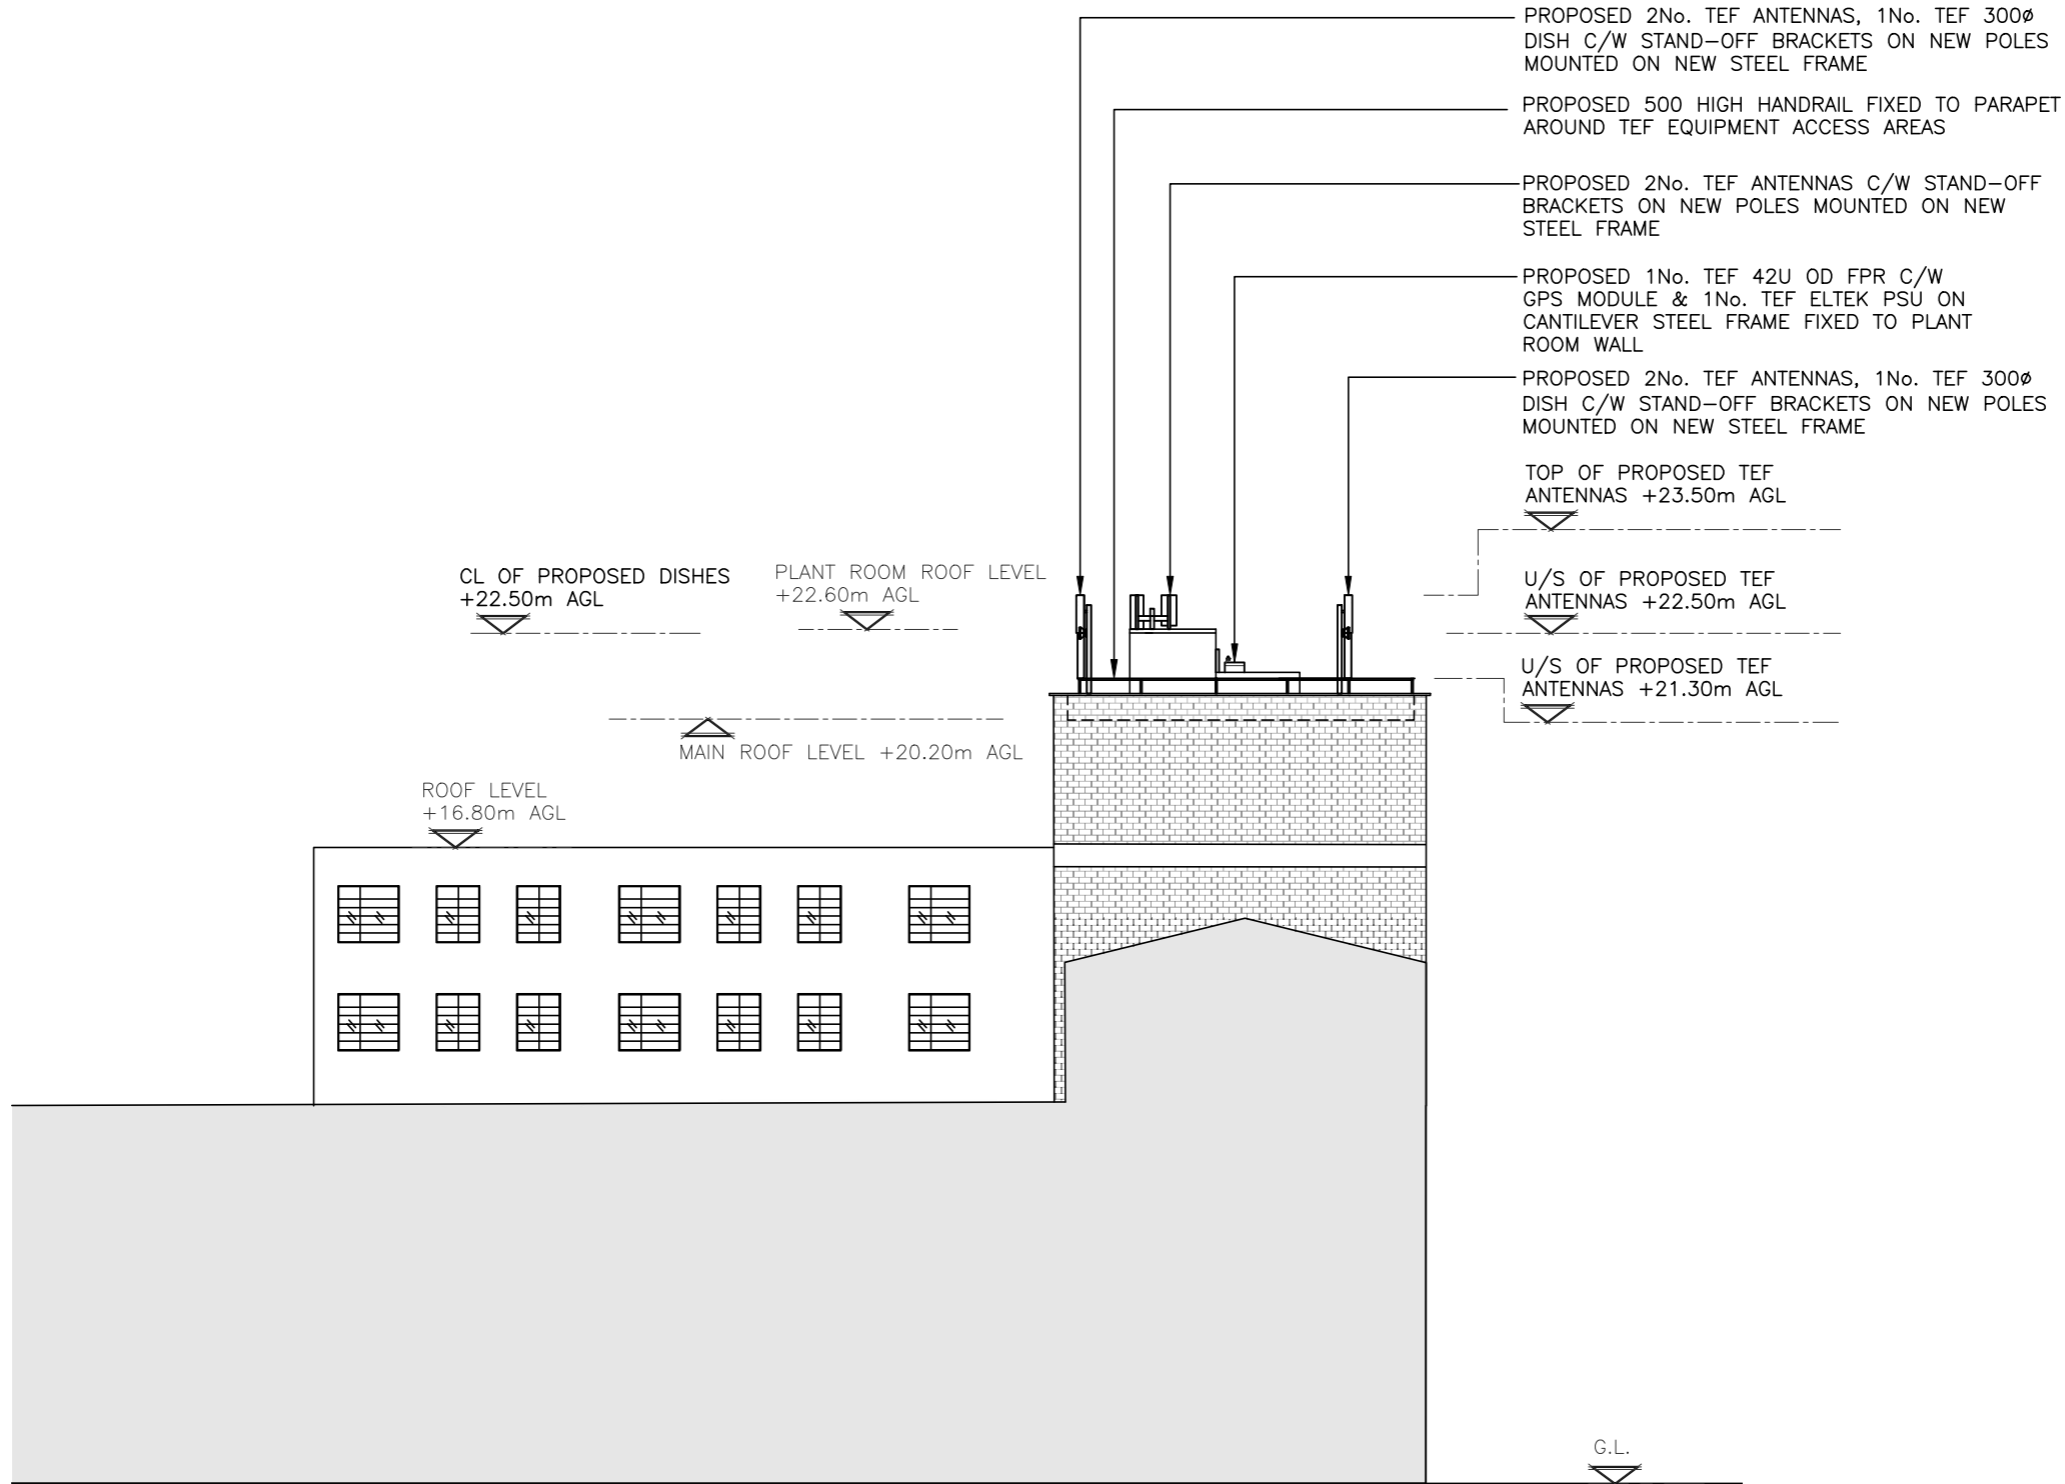 PROPOSED 2No. TEF ANTENNAS, 1No. TEF 300ø
DISH C/W STAND-OFF BRACKETS ON NEW POLES
MOUNTED ON NEW STEEL FRAME
PROPOSED 500 HIGH HANDRAIL FIXED TO PARAPET
AROUND TEF EQUIPMENT ACCESS AREAS
PROPOSED 2No. TEF ANTENNAS C/W STAND-OFF
BRACKETS ON NEW POLES MOUNTED ON NEW
STEEL FRAME
PROPOSED 1No. TEF 42U OD FPR C/W
GPS MODULE & 1No. TEF ELTEK PSU ON
CANTILEVER STEEL FRAME FIXED TO PLANT
ROOM WALL
PROPOSED 2No. TEF ANTENNAS, 1No. TEF 300ø
DISH C/W STAND-OFF BRACKETS ON NEW POLES
MOUNTED ON NEW STEEL FRAME
TOP OF PROPOSED TEF
ANTENNAS +23.50m AGL
CL OF PROPOSED DISHES
+22.50m AGL
PLANT ROOM ROOF LEVEL
+22.60m AGL
U/S OF PROPOSED TEF
ANTENNAS +22.50m AGL
U/S OF PROPOSED TEF
ANTENNAS +21.30m AGL
MAIN ROOF LEVEL +20.20m AGL
ROOF LEVEL
+16.80m AGL
G.L.